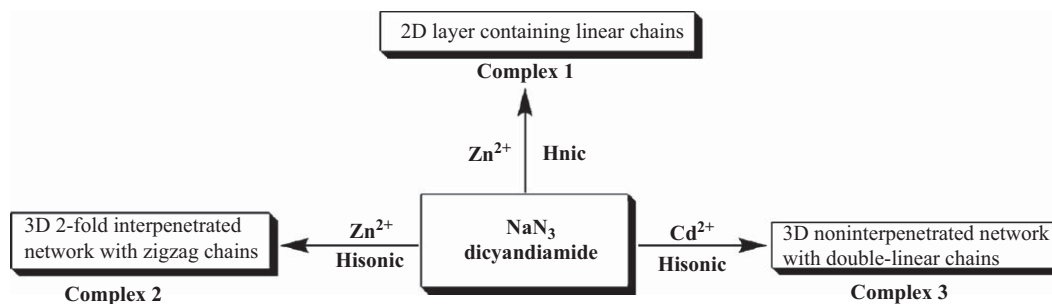 2D layer containing linear chains
Complex 1
Zn²⁺ Hnic
3D 2-fold interpenetrated
network with zigzag chains
Complex 2
Zn²⁺
Hisonic
NaN₃
dicyandiamide
Cd²⁺
Hisonic
3D noninterpenetrated network
with double-linear chains
Complex 3